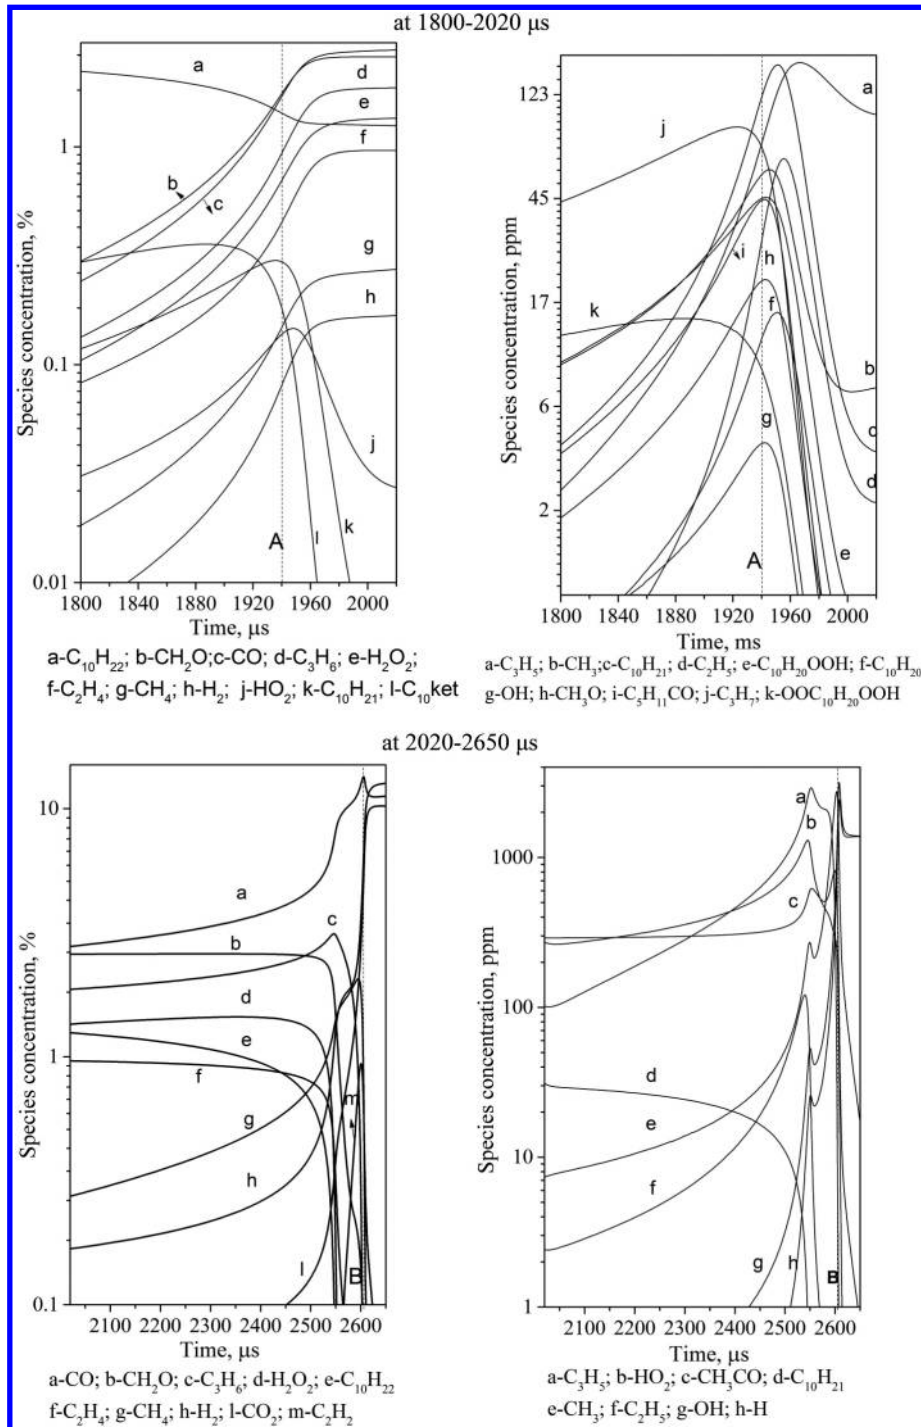 at 1800-2020 μs
Species concentration, %
1
0.1
0.01
a
b
c
d
e
f
g
h
j
k
l
A
1800 1840 1880 1920 1960 2000
Time, μs
a-C₁₀H₂₂; b-CH₂O;c-CO; d-C₃H₆; e-H₂O₂;
f-C₂H₄; g-CH₄; h-H₂; j-HO₂; k-C₁₀H₂₁; l-C₁₀ket
Species concentration, ppm
123
45
17
6
2
a
j
i
h
k
f
b
g
c
d
A
e
1800 1840 1880 1920 1960 2000
Time, ms
a-C₃H₅; b-CH₃;c-C₁₀H₂₁; d-C₂H₅; e-C₁₀H₂₀OOH; f-C₁₀H₂₀
g-OH; h-CH₃O; i-C₅H₁₁CO; j-C₃H₇; k-OOC₁₀H₂₀OOH
at 2020-2650 μs
Species concentration, %
10
1
0.1
a
c
b
d
e
f
m
g
h
l
B
2100 2200 2300 2400 2500 2600
Time, μs
a-CO; b-CH₂O; c-C₃H₆; d-H₂O₂; e-C₁₀H₂₂
f-C₂H₄; g-CH₄; h-H₂; l-CO₂; m-C₂H₂
Species concentration, ppm
1000
100
10
1
a
b
c
d
e
f
g
h
B
2100 2200 2300 2400 2500 2600
Time, μs
a-C₃H₅; b-HO₂; c-CH₃CO; d-C₁₀H₂₁
e-CH₃; f-C₂H₅; g-OH; h-H